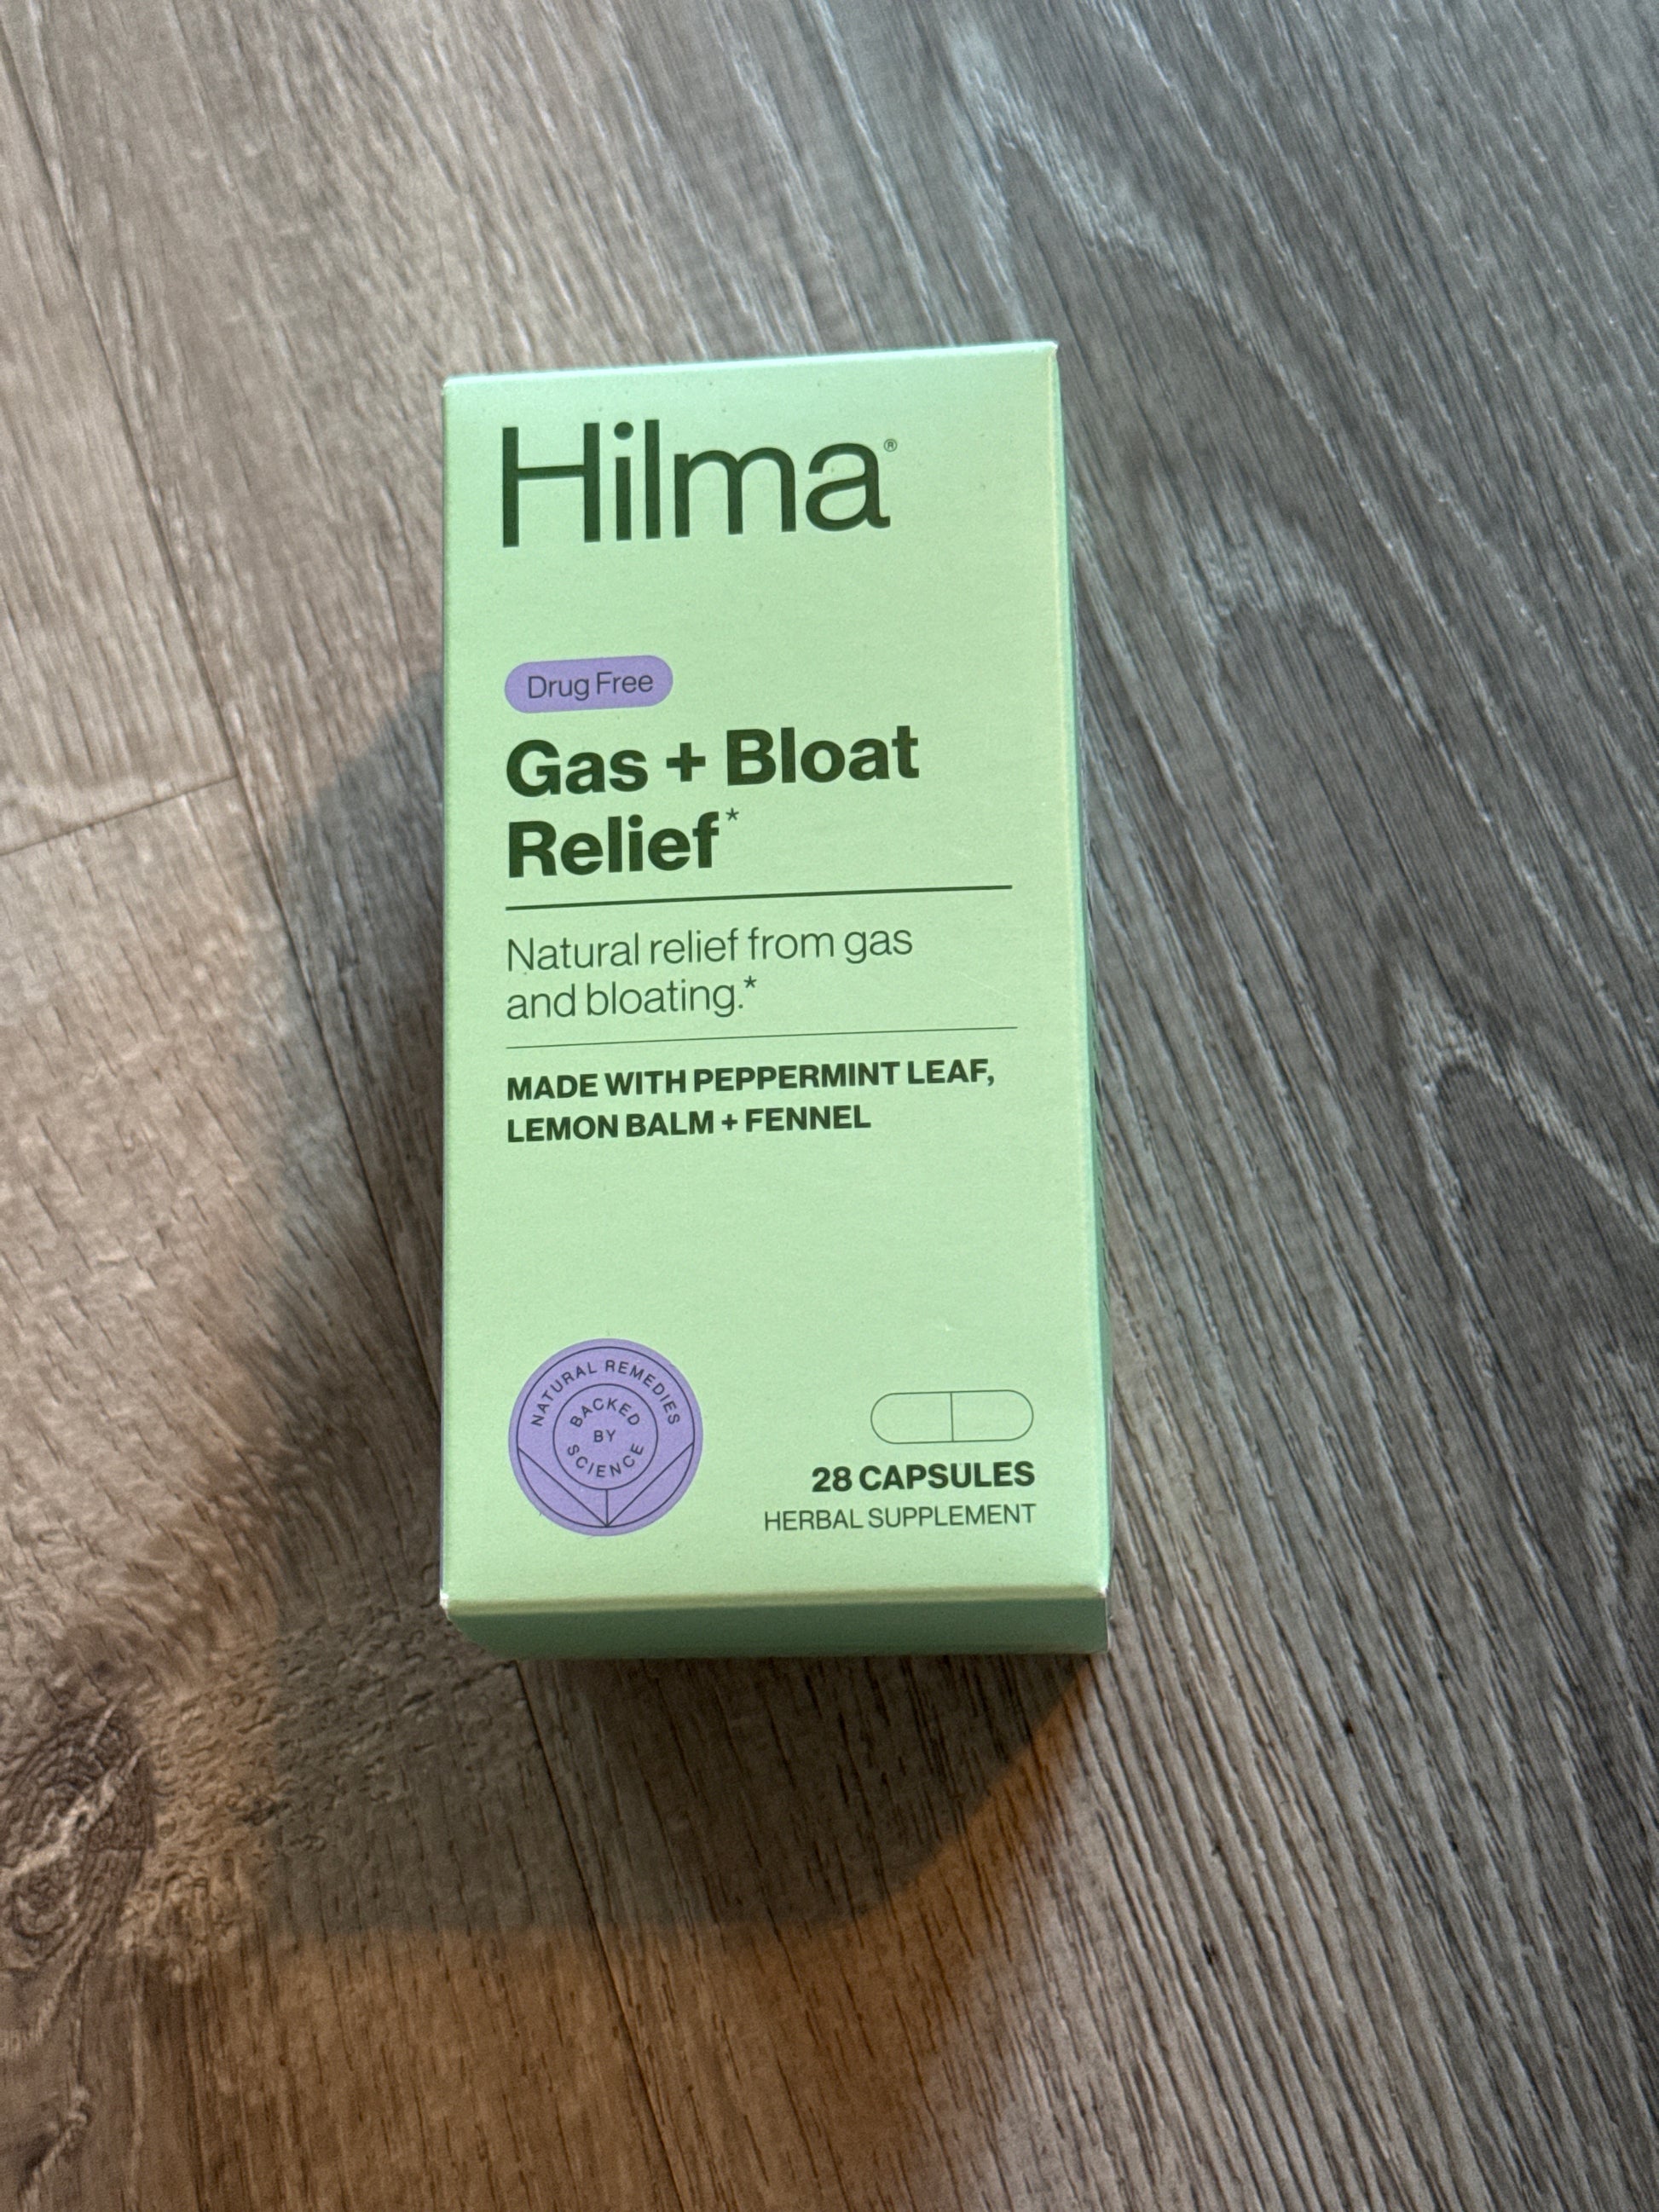 Hilma®
Drug Free
Gas + Bloat
Relief*
Natural relief from gas
and bloating.*
MADE WITH PEPPERMINT LEAF,
LEMON BALM + FENNEL
NATURAL REMEDIES
BACKED
BY
SCIENCE
28 CAPSULES
HERBAL SUPPLEMENT